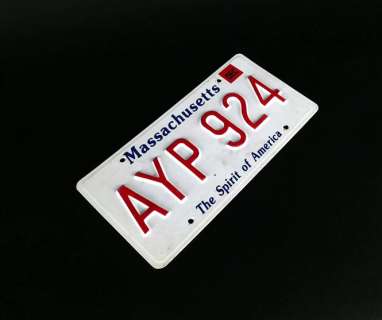 Massachusetts
AYP 924
The Spirit of America